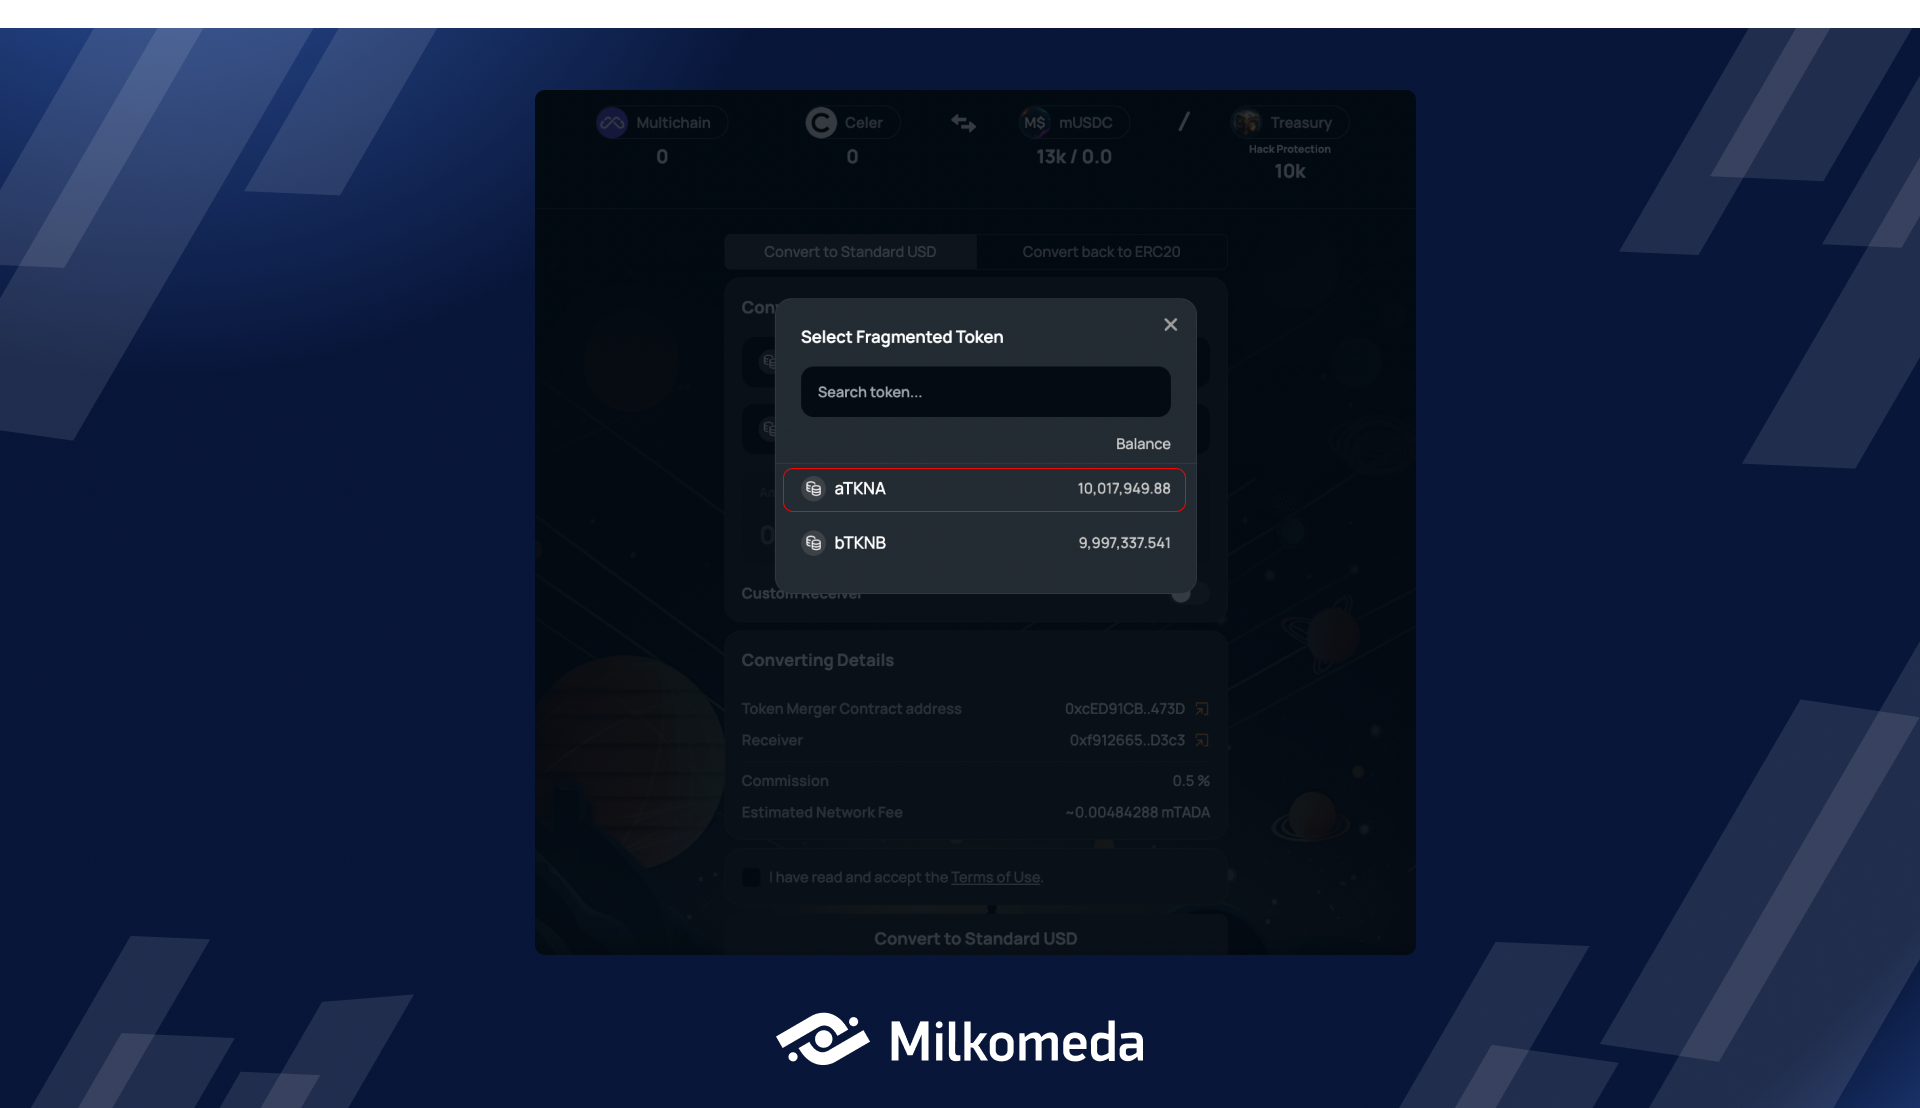 Multichain
0
Celer
0
M$ mUSDC
13k / 0.0
/
Treasury
Hack Protection
10k
Convert to Standard USD
Convert back to ERC20
Select Fragmented Token
Search token...
Balance
aTKNA 10,017,949.88
bTKNB 9,997,337.541
Custom Receiver
Converting Details
Token Merger Contract address 0xcED91CB..473D
Receiver 0xf912665..D3c3
Commission 0.5 %
Estimated Network Fee ~0.00484288 mTADA
I have read and accept the Terms of Use.
Convert to Standard USD
Milkomeda